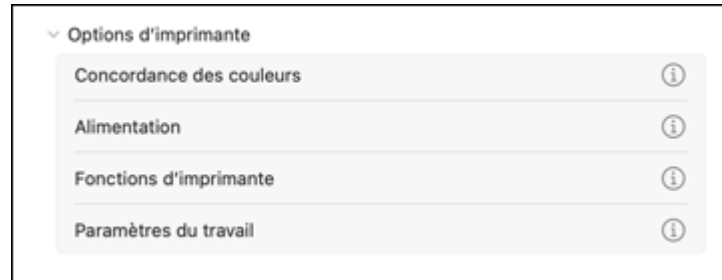 Options d'imprimante
Concordance des couleurs
Alimentation
Fonctions d'imprimante
Paramètres du travail